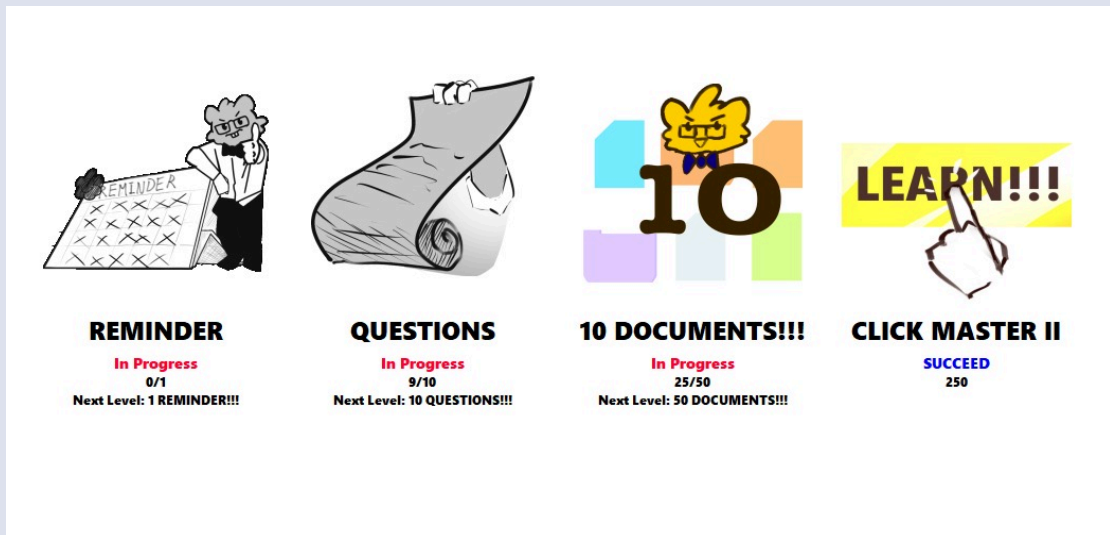 REMINDER
10
LEARN!!!
REMINDER
In Progress
0/1
Next Level: 1 REMINDER!!!
QUESTIONS
In Progress
9/10
Next Level: 10 QUESTIONS!!!
10 DOCUMENTS!!!
In Progress
25/50
Next Level: 50 DOCUMENTS!!!
CLICK MASTER II
SUCCEED
250